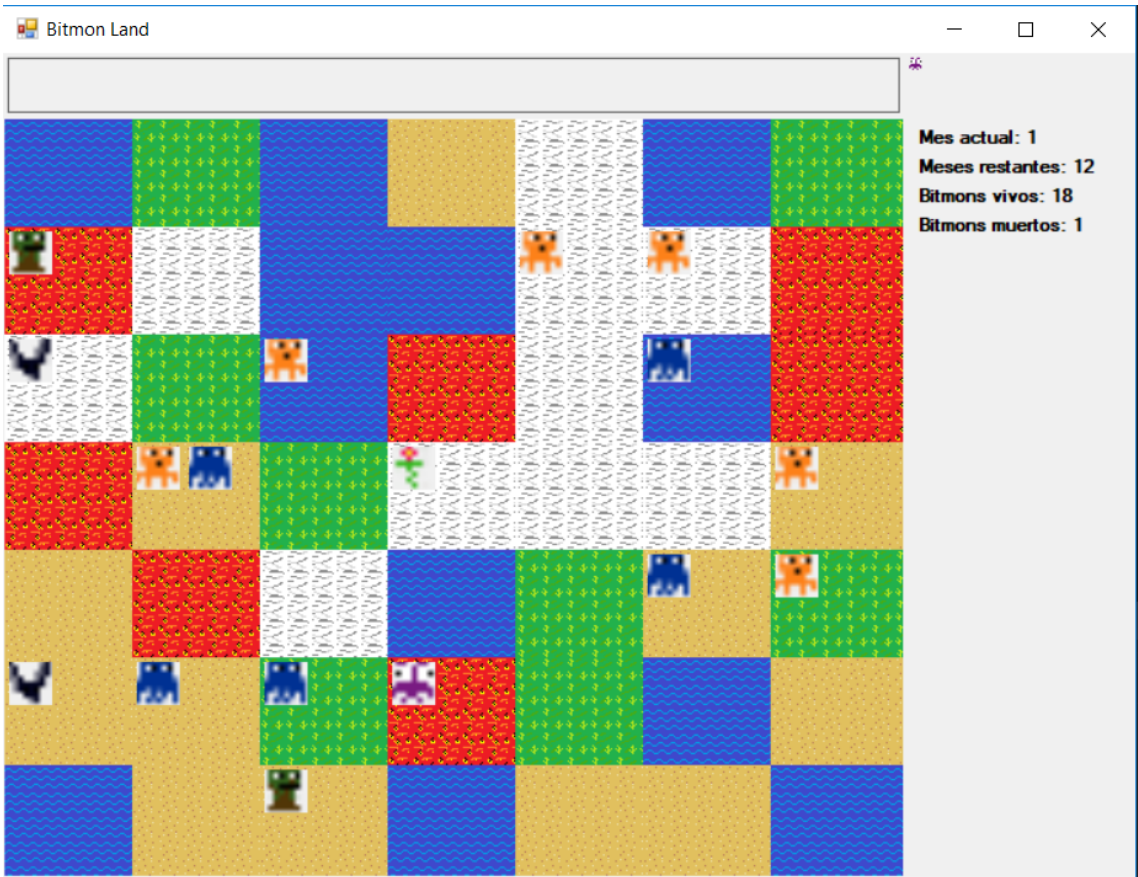 Bitmon Land
Mes actual: 1
Meses restantes: 12
Bitmons vivos: 18
Bitmons muertos: 1